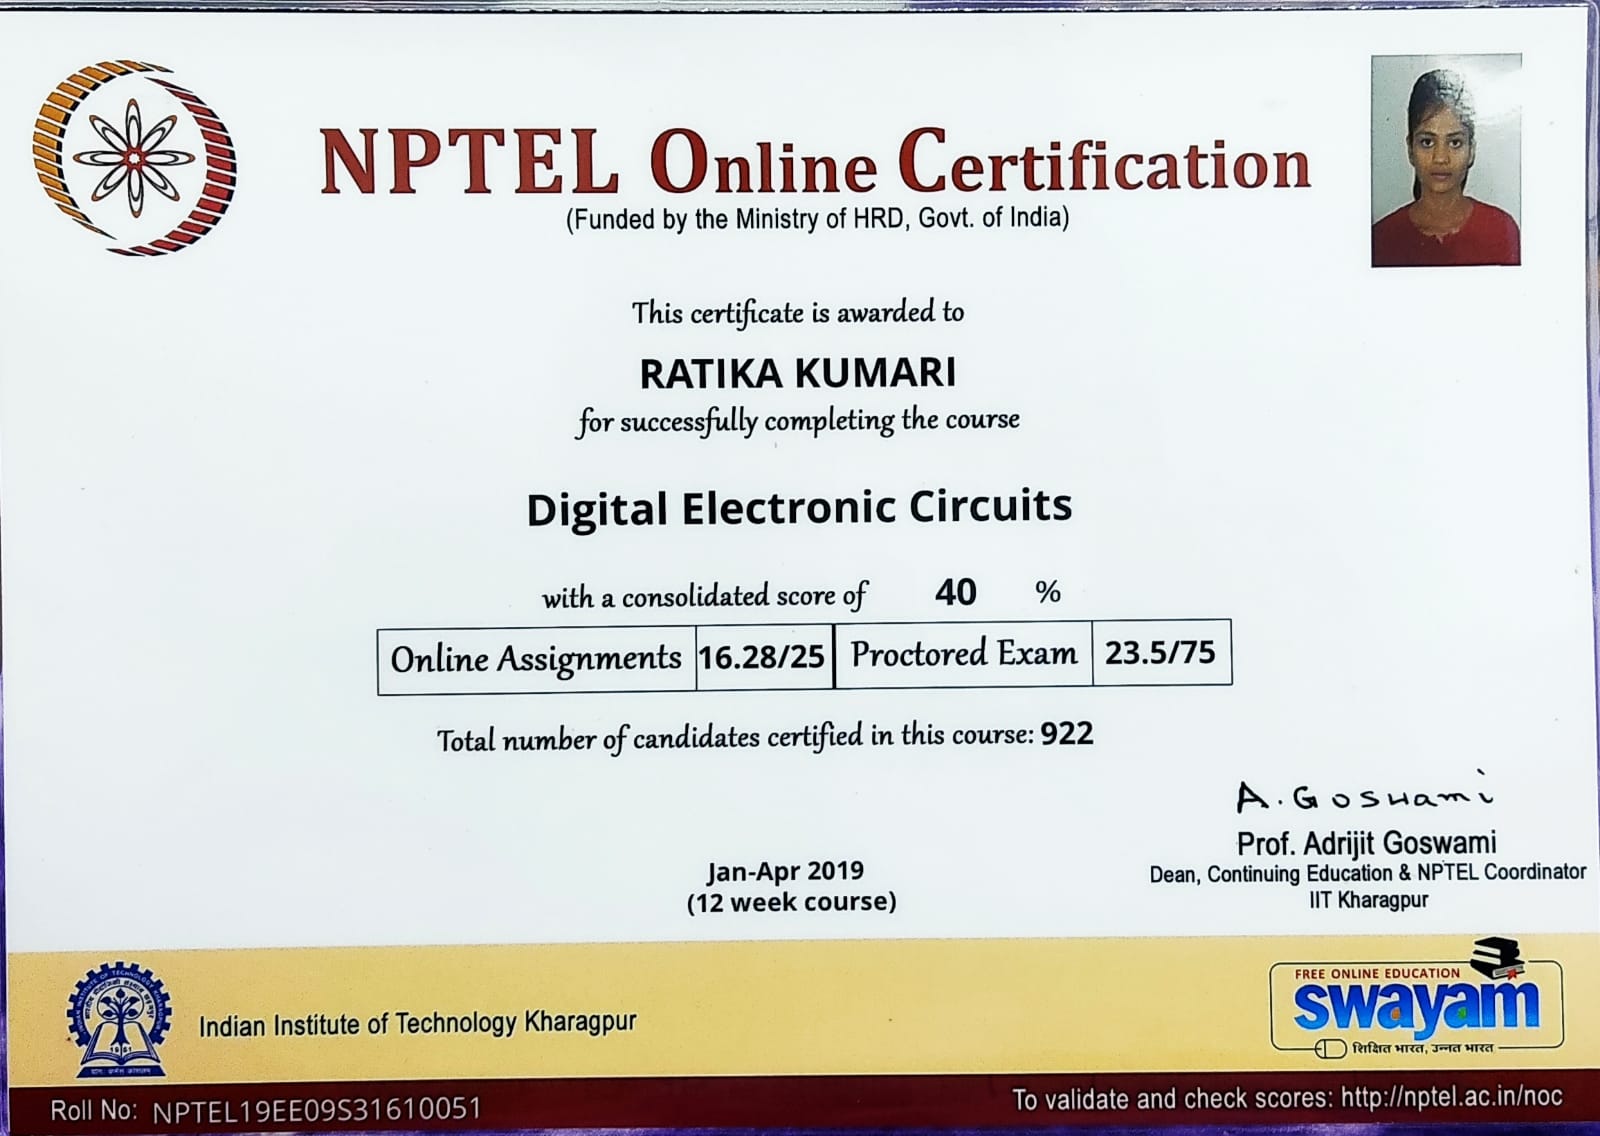 NPTEL Online Certification
(Funded by the Ministry of HRD, Govt. of India)
This certificate is awarded to
RATIKA KUMARI
for successfully completing the course
Digital Electronic Circuits
with a consolidated score of 40 %
Online Assignments 16.28/25 Proctored Exam 23.5/75
Total number of candidates certified in this course: 922
A. Goswami
Prof. Adrijit Goswami
Dean, Continuing Education & NPTEL Coordinator
IIT Kharagpur
Jan-Apr 2019
(12 week course)
1951
Indian Institute of Technology Kharagpur
FREE ONLINE EDUCATION
swayam
शिक्षित भारत, उन्नत भारत
Roll No: NPTEL19EE09S31610051
To validate and check scores: http://nptel.ac.in/noc